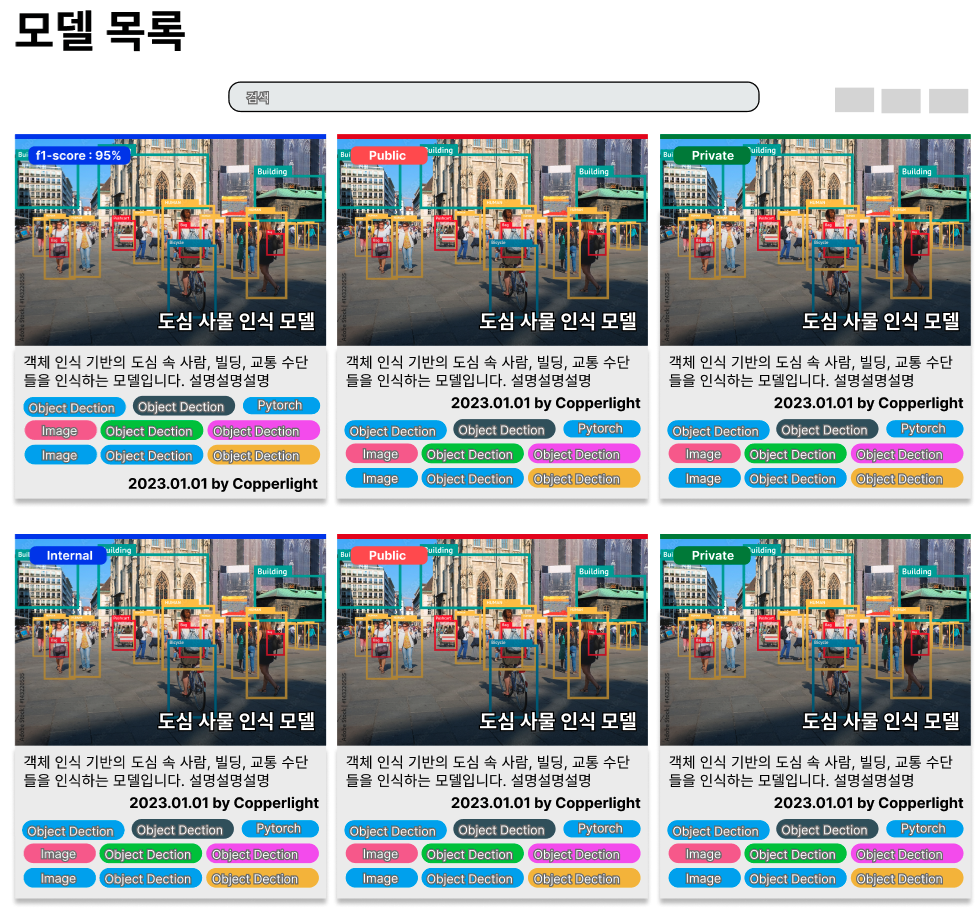 모델 목록
검색
f1-score : 95%
Building
Building
도심 사물 인식 모델
객체 인식 기반의 도심 속 사람, 빌딩, 교통 수단
들을 인식하는 모델입니다. 설명설명설명
Object Dection Object Dection Pytorch
Image Object Dection Object Dection
Image Object Dection Object Dection
2023.01.01 by Copperlight
Public
Building
도심 사물 인식 모델
객체 인식 기반의 도심 속 사람, 빌딩, 교통 수단
들을 인식하는 모델입니다. 설명설명설명
2023.01.01 by Copperlight
Object Dection Object Dection Pytorch
Image Object Dection Object Dection
Image Object Dection Object Dection
Private
Building
도심 사물 인식 모델
객체 인식 기반의 도심 속 사람, 빌딩, 교통 수단
들을 인식하는 모델입니다. 설명설명설명
2023.01.01 by Copperlight
Object Dection Object Dection Pytorch
Image Object Dection Object Dection
Image Object Dection Object Dection
Internal
Building
Building
도심 사물 인식 모델
객체 인식 기반의 도심 속 사람, 빌딩, 교통 수단
들을 인식하는 모델입니다. 설명설명설명
2023.01.01 by Copperlight
Object Dection Object Dection Pytorch
Image Object Dection Object Dection
Image Object Dection Object Dection
Public
Building
도심 사물 인식 모델
객체 인식 기반의 도심 속 사람, 빌딩, 교통 수단
들을 인식하는 모델입니다. 설명설명설명
2023.01.01 by Copperlight
Object Dection Object Dection Pytorch
Image Object Dection Object Dection
Image Object Dection Object Dection
Private
Building
도심 사물 인식 모델
객체 인식 기반의 도심 속 사람, 빌딩, 교통 수단
들을 인식하는 모델입니다. 설명설명설명
2023.01.01 by Copperlight
Object Dection Object Dection Pytorch
Image Object Dection Object Dection
Image Object Dection Object Dection